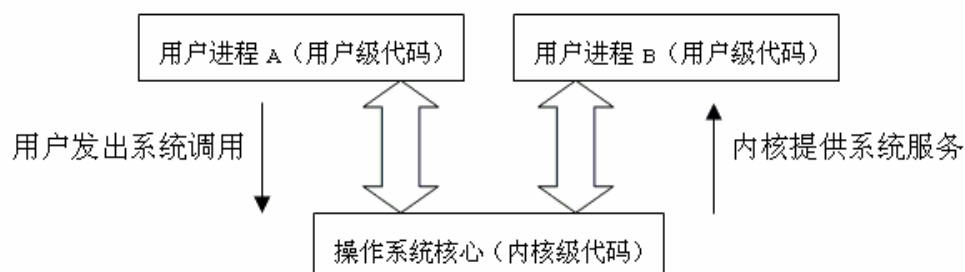 用户进程 A（用户级代码）
用户进程 B（用户级代码）
用户发出系统调用
内核提供系统服务
操作系统核心（内核级代码）